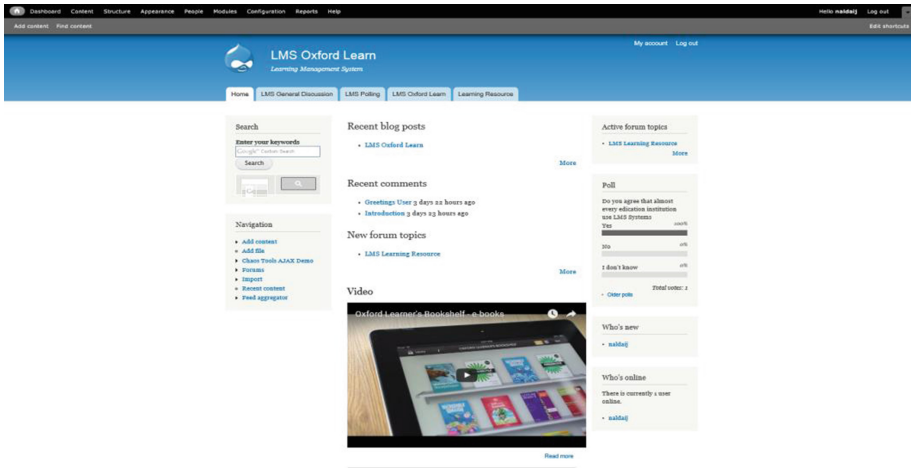 Dashboard Content Structure Appearance People Modules Configuration Reports Help
Hello naldaij Log out
Add content Find content
Edit shortcuts
My account Log out
LMS Oxford Learn
Learning Management System
Home LMS General Discussion LMS Polling LMS Oxford Learn Learning Resource
Search
Enter your keywords
Search
Navigation
Add content
Add file
Chaos Tools AJAX Demo
Forums
Import
Recent content
Feed aggregator
Recent blog posts
LMS Oxford Learn
More
Recent comments
Greetings User 3 days 22 hours ago
Introduction 3 days 23 hours ago
New forum topics
LMS Learning Resource
More
Video
Oxford Learner's Bookshelf - e-books
Read more
Active forum topics
LMS Learning Resource
More
Poll
Do you agree that almost
every edication institution
use LMS Systems
Yes
100%
No
0%
I don't know
0%
Total votes: 2
Older polls
Who's new
naldaij
Who's online
There is currently 1 user
online.
naldaij